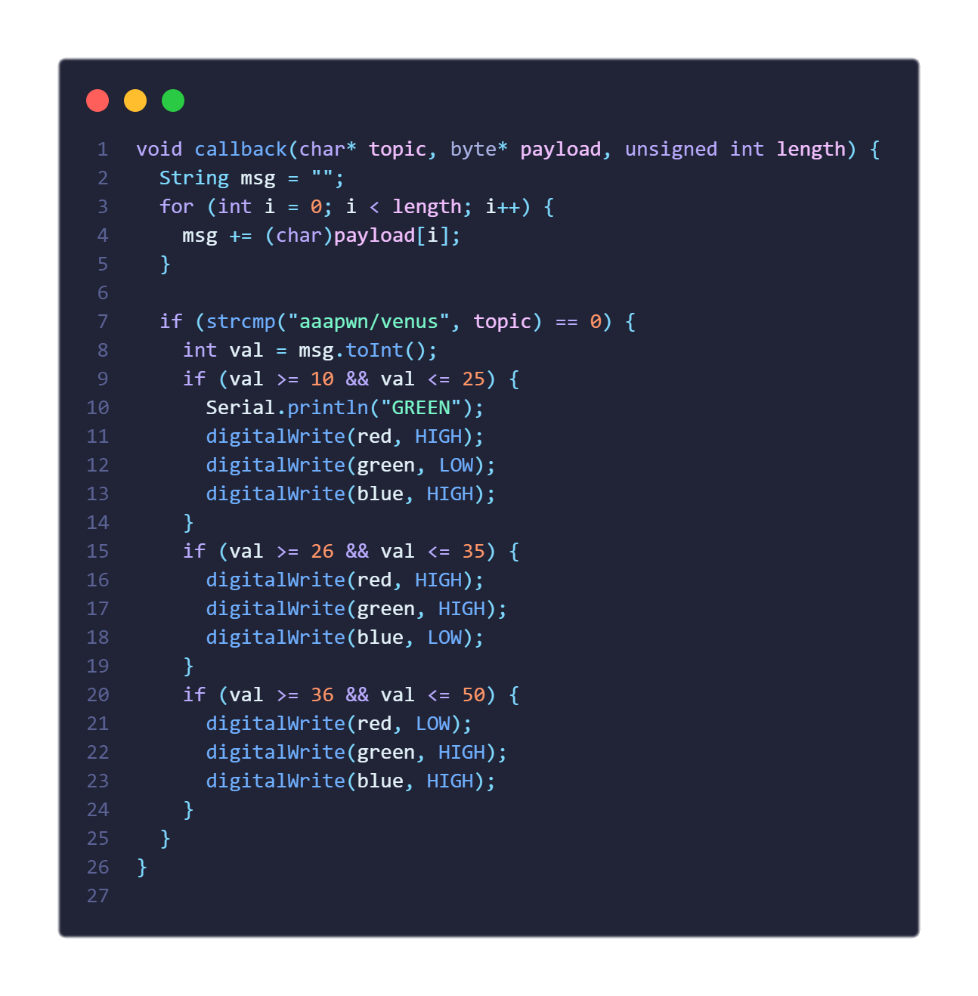 1 void callback(char* topic, byte* payload, unsigned int length) {
2   String msg = "";
3   for (int i = 0; i < length; i++) {
4     msg += (char)payload[i];
5   }
6
7   if (strcmp("aaapwn/venus", topic) == 0) {
8     int val = msg.toInt();
9     if (val >= 10 && val <= 25) {
10       Serial.println("GREEN");
11       digitalWrite(red, HIGH);
12       digitalWrite(green, LOW);
13       digitalWrite(blue, HIGH);
14     }
15     if (val >= 26 && val <= 35) {
16       digitalWrite(red, HIGH);
17       digitalWrite(green, HIGH);
18       digitalWrite(blue, LOW);
19     }
20     if (val >= 36 && val <= 50) {
21       digitalWrite(red, LOW);
22       digitalWrite(green, HIGH);
23       digitalWrite(blue, HIGH);
24     }
25   }
26 }
27